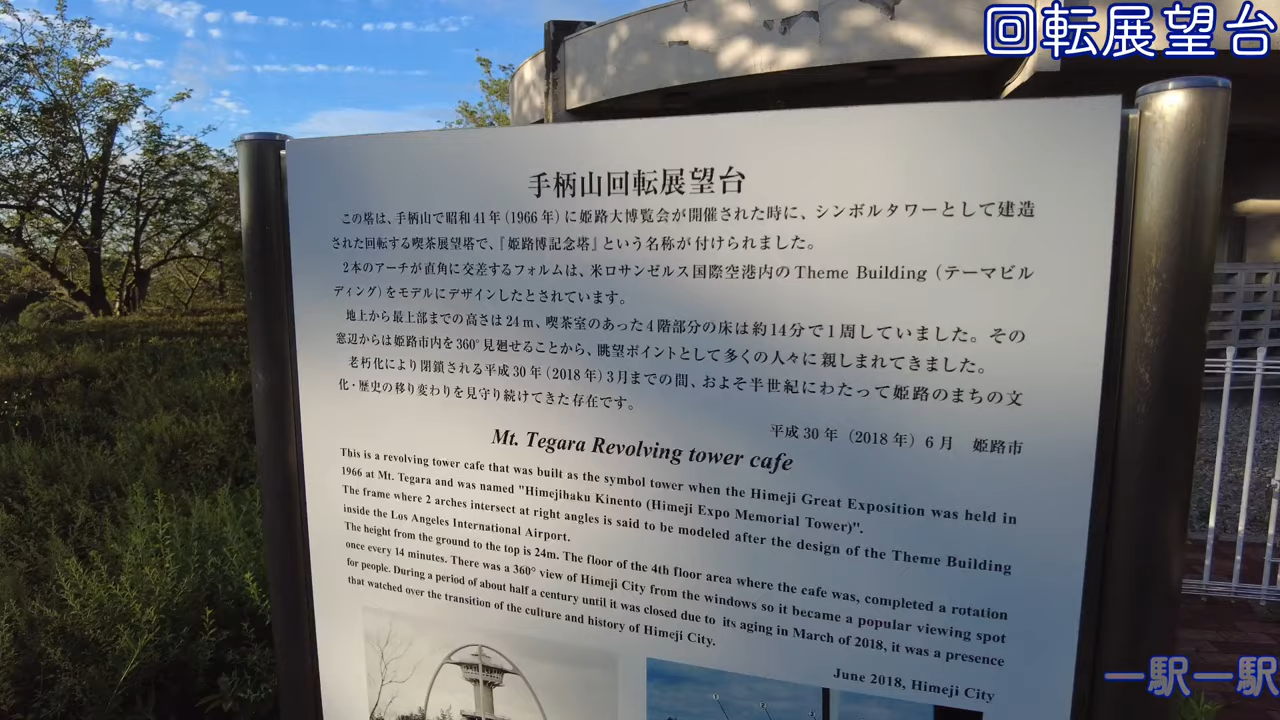 回転展望台
手柄山回転展望台
この塔は、手柄山で昭和41年(1966年)に姫路大博覧会が開催された時に、シンボルタワーとして建造
された回転する喫茶展望塔で、『姫路博記念塔』という名称が付けられました。
2本のアーチが直角に交差するフォルムは、米ロサンゼルス国際空港内のTheme Building(テーマビル
ディング)をモデルにデザインしたとされています。
地上から最上部までの高さは24m、喫茶室のあった4階部分の床は約14分で1周していました。その
窓辺からは姫路市内を360°見廻せることから、眺望ポイントとして多くの人々に親しまれてきました。
老朽化により閉鎖される平成30年(2018年)3月までの間、およそ半世紀にわたって姫路のまちの文
化・歴史の移り変わりを見守り続けてきた存在です。
平成30年(2018年)6月 姫路市
Mt. Tegara Revolving tower cafe
This is a revolving tower cafe that was built as the symbol tower when the Himeji Great Exposition was held in
1966 at Mt. Tegara and was named "Himejihaku Kinento (Himeji Expo Memorial Tower)".
The frame where 2 arches intersect at right angles is said to be modeled after the design of the Theme Building
inside the Los Angeles International Airport.
The height from the ground to the top is 24m. The floor of the 4th floor area where the cafe was, completed a rotation
once every 14 minutes. There was a 360° view of Himeji City from the windows so it became a popular viewing spot
for people. During a period of about half a century until it was closed due to its aging in March of 2018, it was a presence
that watched over the transition of the culture and history of Himeji City.
June 2018, Himeji City
一駅一駅